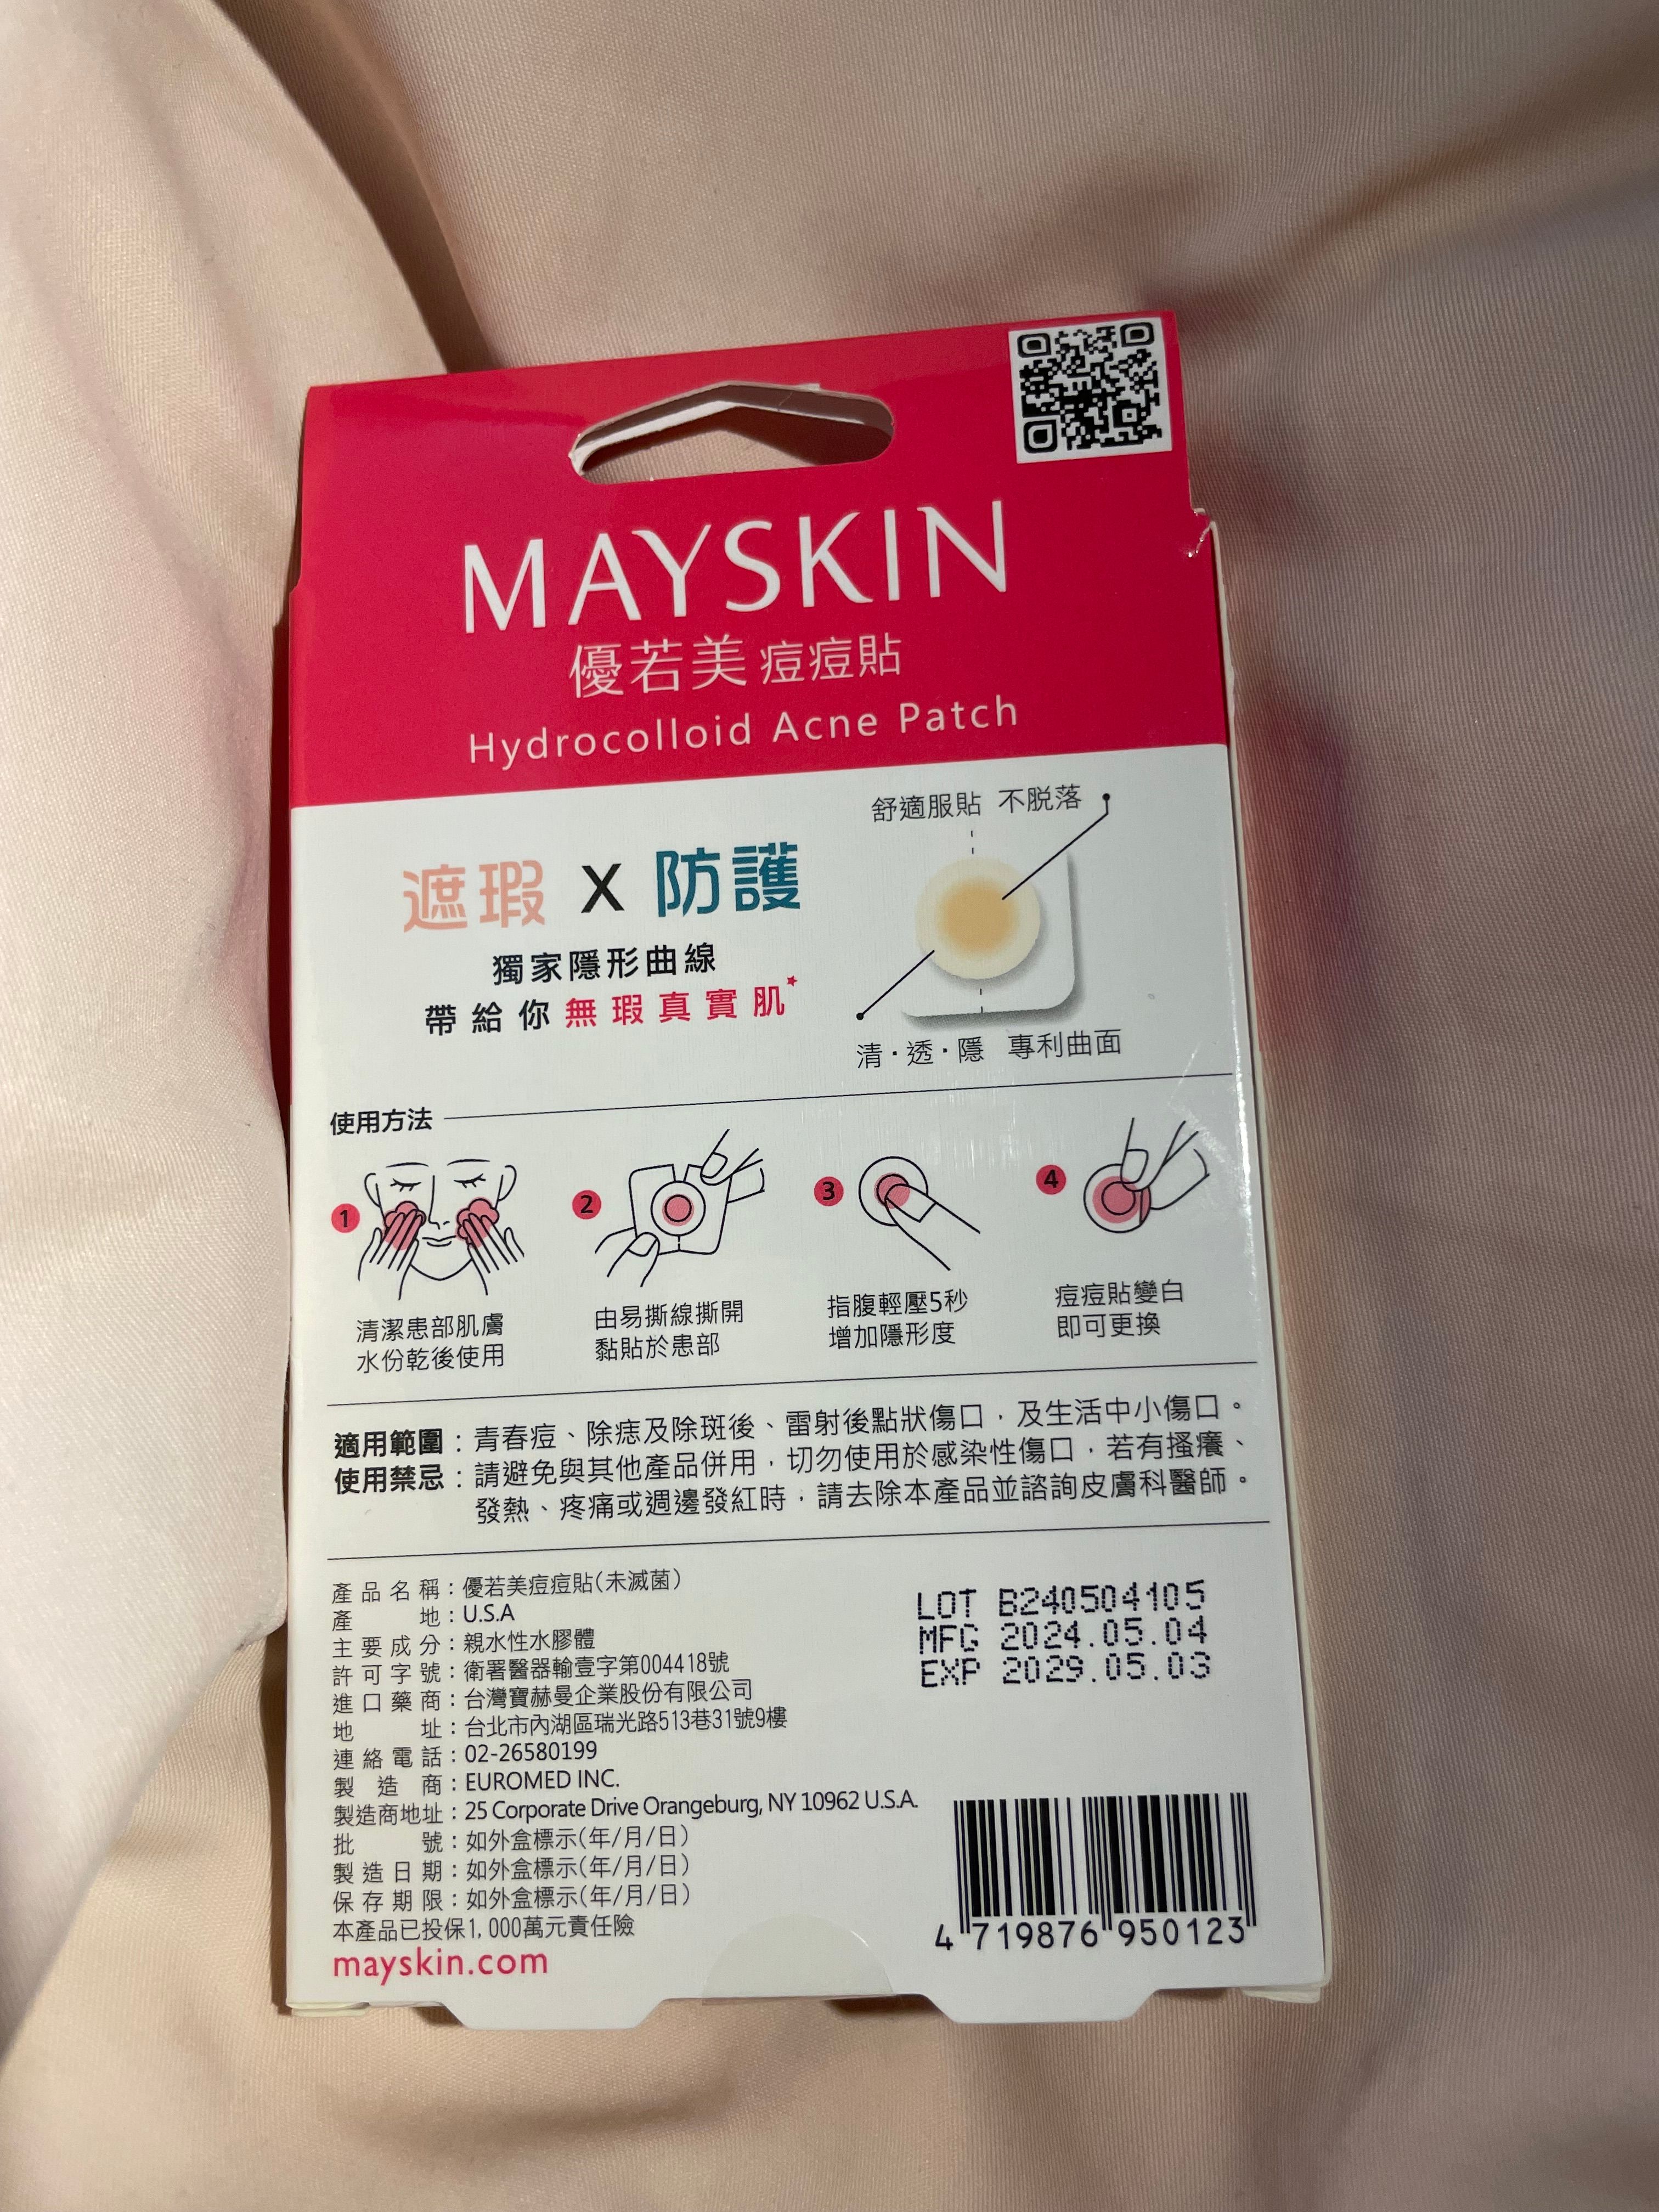 MAYSKIN
優若美 痘痘貼
Hydrocolloid Acne Patch
舒適服貼 不脫落
遮瑕 X 防護
獨家隱形曲線
帶給你無瑕真實肌*
清・透・隱 專利曲面
使用方法
1
清潔患部肌膚
水份乾後使用
2
由易撕線撕開
黏貼於患部
3
指腹輕壓5秒
增加隱形度
4
痘痘貼變白
即可更換
適用範圍：青春痘、除痣及除斑後、雷射後點狀傷口，及生活中小傷口。
使用禁忌：請避免與其他產品併用，切勿使用於感染性傷口，若有搔癢、
發熱、疼痛或週邊發紅時，請去除本產品並諮詢皮膚科醫師。
產品名稱：優若美痘痘貼(未滅菌)
產地：U.S.A
主要成分：親水性水膠體
許可字號：衛署醫器輸壹字第004418號
進口藥商：台灣寶赫曼企業股份有限公司
地址：台北市內湖區瑞光路513巷31號9樓
連絡電話：02-26580199
製造商：EUROMED INC.
製造商地址：25 Corporate Drive Orangeburg, NY 10962 U.S.A.
批號：如外盒標示(年/月/日)
製造日期：如外盒標示(年/月/日)
保存期限：如外盒標示(年/月/日)
本產品已投保1,000萬元責任險
mayskin.com
LOT B240504105
MFG 2024.05.04
EXP 2029.05.03
4 719876 950123